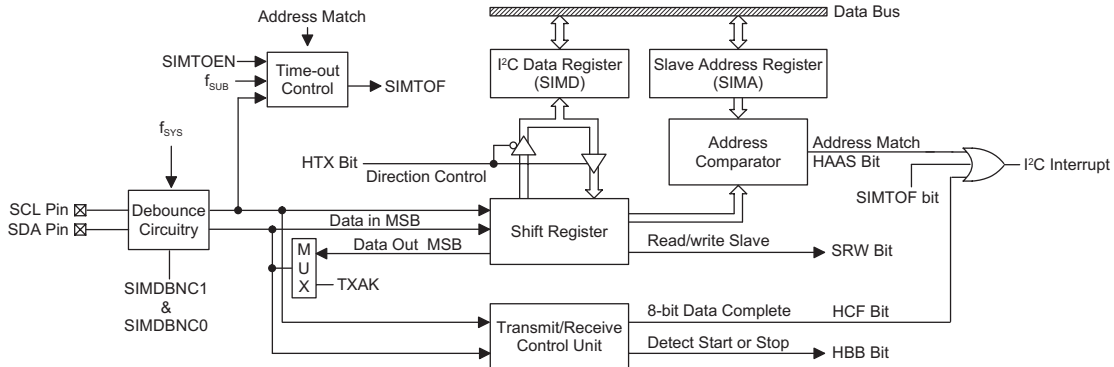 Data Bus
Address Match
SIMTOEN
f_SUB
Time-out
Control
SIMTOF
I²C Data Register
(SIMD)
Slave Address Register
(SIMA)
f_SYS
HTX Bit
Direction Control
Address
Comparator
Address Match
HAAS Bit
I²C Interrupt
SIMTOF bit
SCL Pin
SDA Pin
Debounce
Circuitry
Data in MSB
Shift Register
Data Out MSB
Read/write Slave
SRW Bit
M
U
X
TXAK
SIMDBNC1
&
SIMDBNC0
Transmit/Receive
Control Unit
8-bit Data Complete
HCF Bit
Detect Start or Stop
HBB Bit